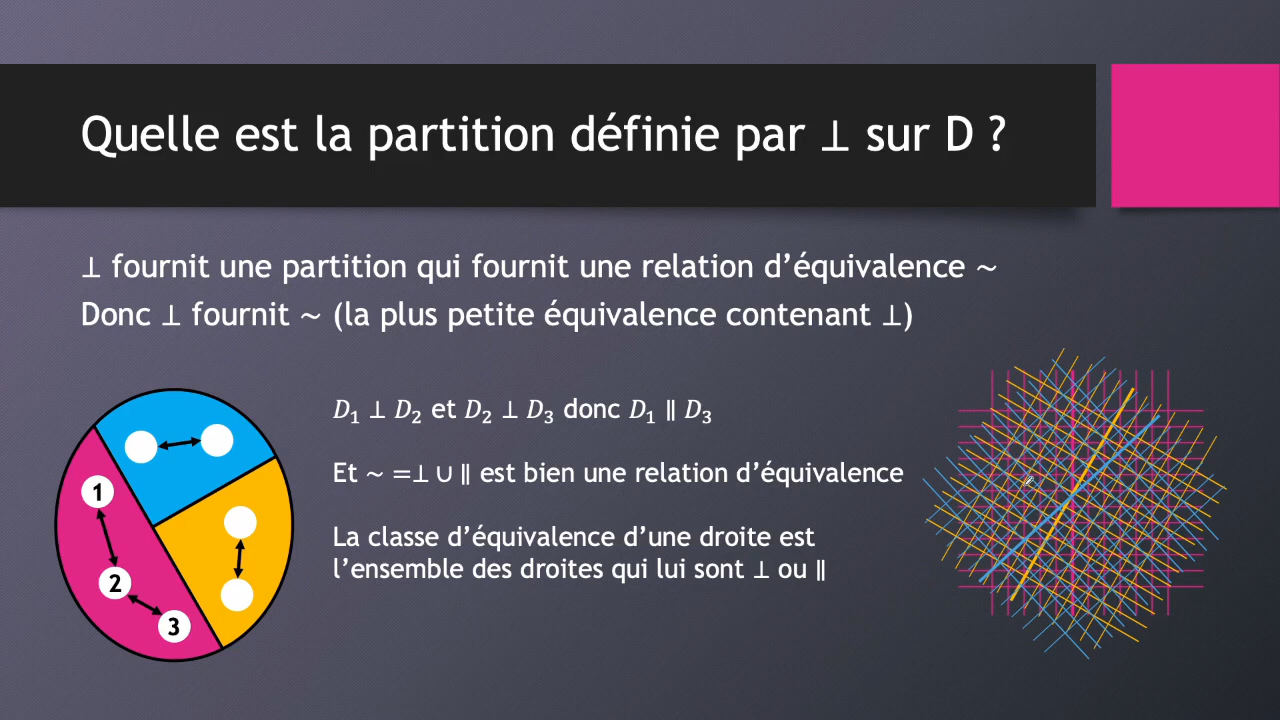 Quelle est la partition définie par ⊥ sur D ?
⊥ fournit une partition qui fournit une relation d’équivalence ~
Donc ⊥ fournit ~ (la plus petite équivalence contenant ⊥)
1
2
3
D₁ ⊥ D₂ et D₂ ⊥ D₃ donc D₁ ∥ D₃
Et ~ =⊥ ∪ ∥ est bien une relation d’équivalence
La classe d’équivalence d’une droite est
l’ensemble des droites qui lui sont ⊥ ou ∥